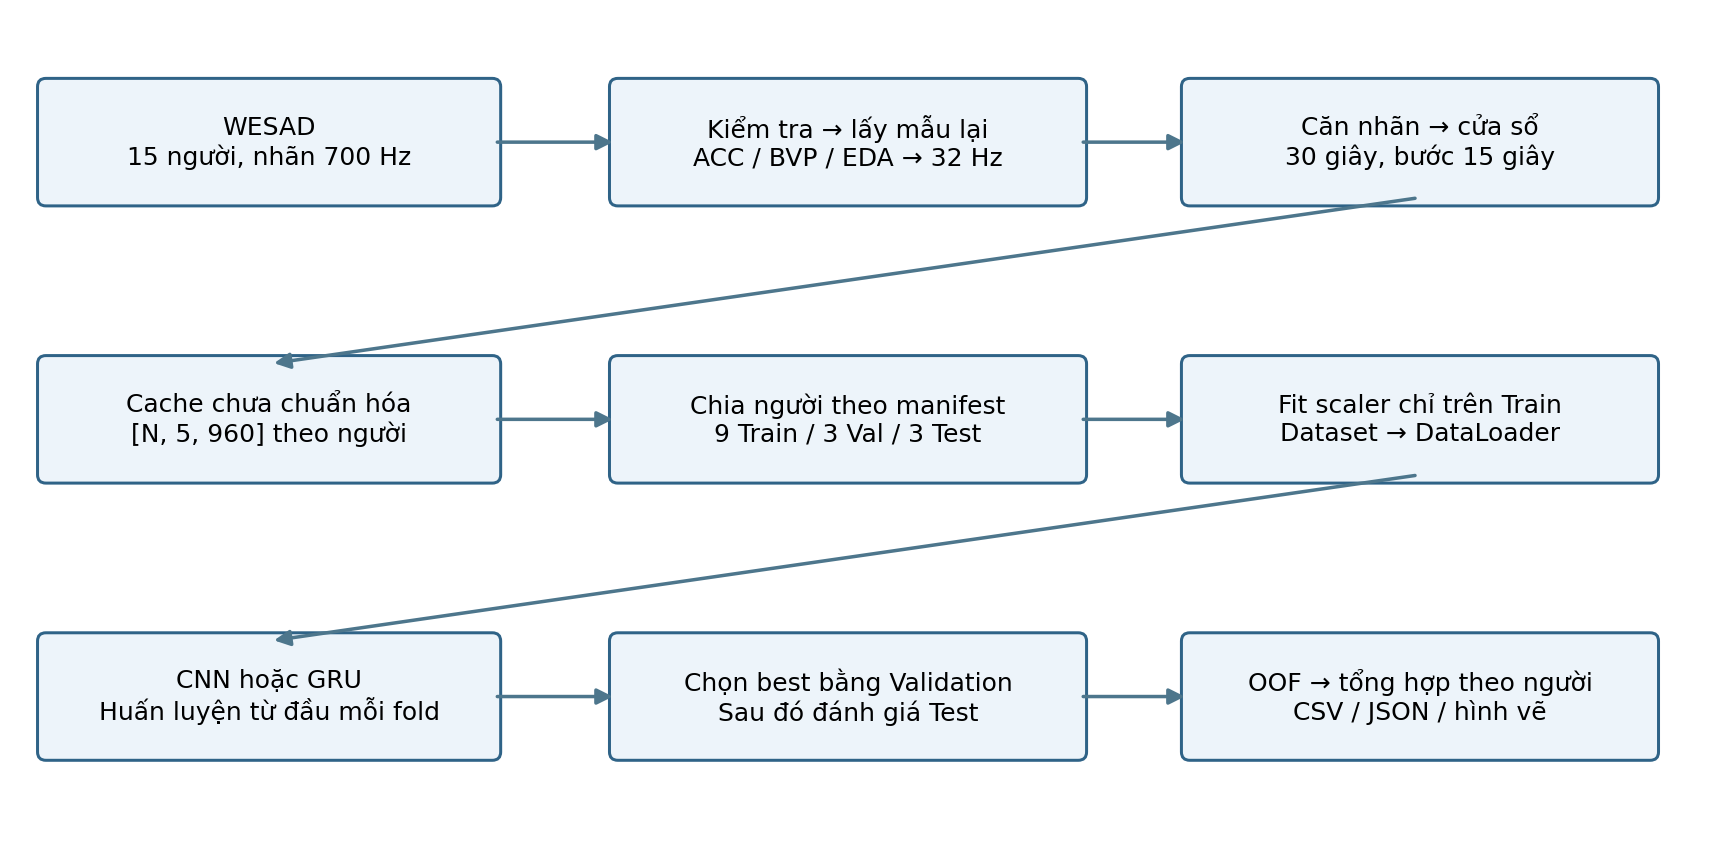 WESAD
15 người, nhãn 700 Hz
Kiểm tra → lấy mẫu lại
ACC / BVP / EDA → 32 Hz
Căn nhãn → cửa sổ
30 giây, bước 15 giây
Cache chưa chuẩn hóa
[N, 5, 960] theo người
Chia người theo manifest
9 Train / 3 Val / 3 Test
Fit scaler chỉ trên Train
Dataset → DataLoader
CNN hoặc GRU
Huấn luyện từ đầu mỗi fold
Chọn best bằng Validation
Sau đó đánh giá Test
OOF → tổng hợp theo người
CSV / JSON / hình vẽ